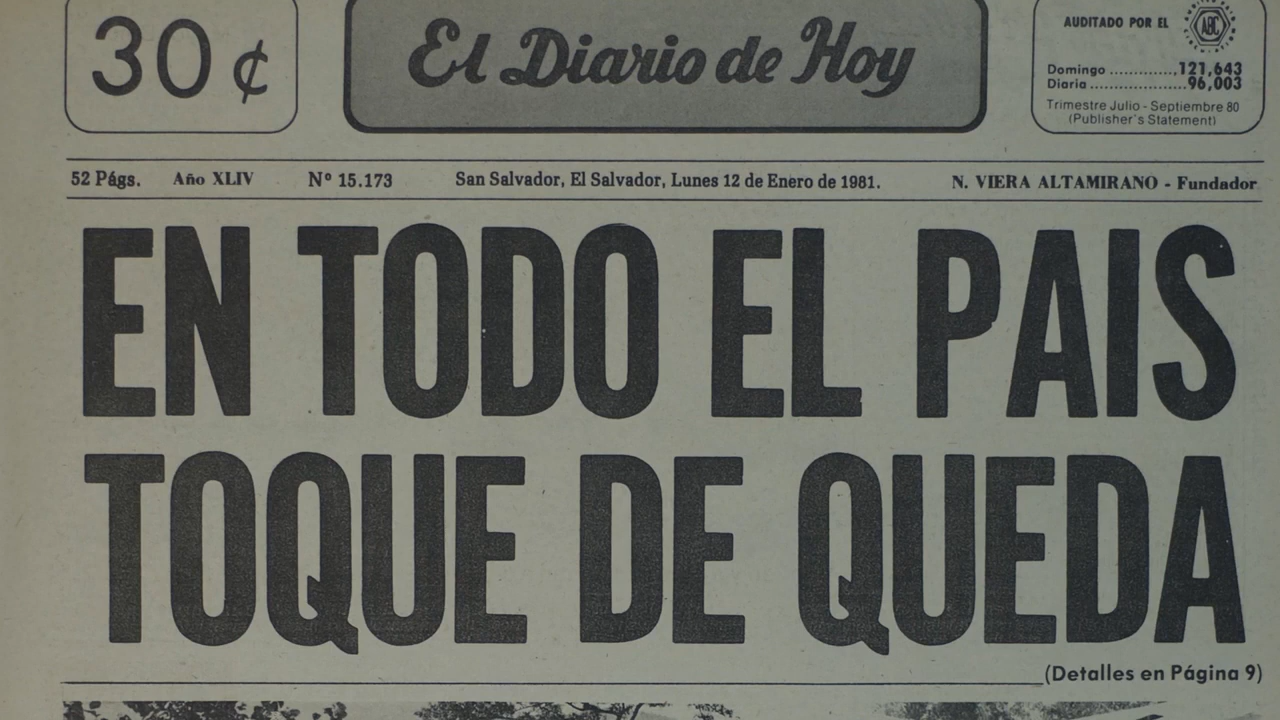 30 ¢
El Diario de Hoy
AUDITADO POR EL
ABC
Domingo .............,121,643
Diaria ......................96,003
Trimestre Julio - Septiembre 80
(Publisher's Statement)
52 Págs. Año XLIV Nº 15.173 San Salvador, El Salvador, Lunes 12 de Enero de 1981. N. VIERA ALTAMIRANO - Fundador
EN TODO EL PAIS
TOQUE DE QUEDA
(Detalles en Página 9)